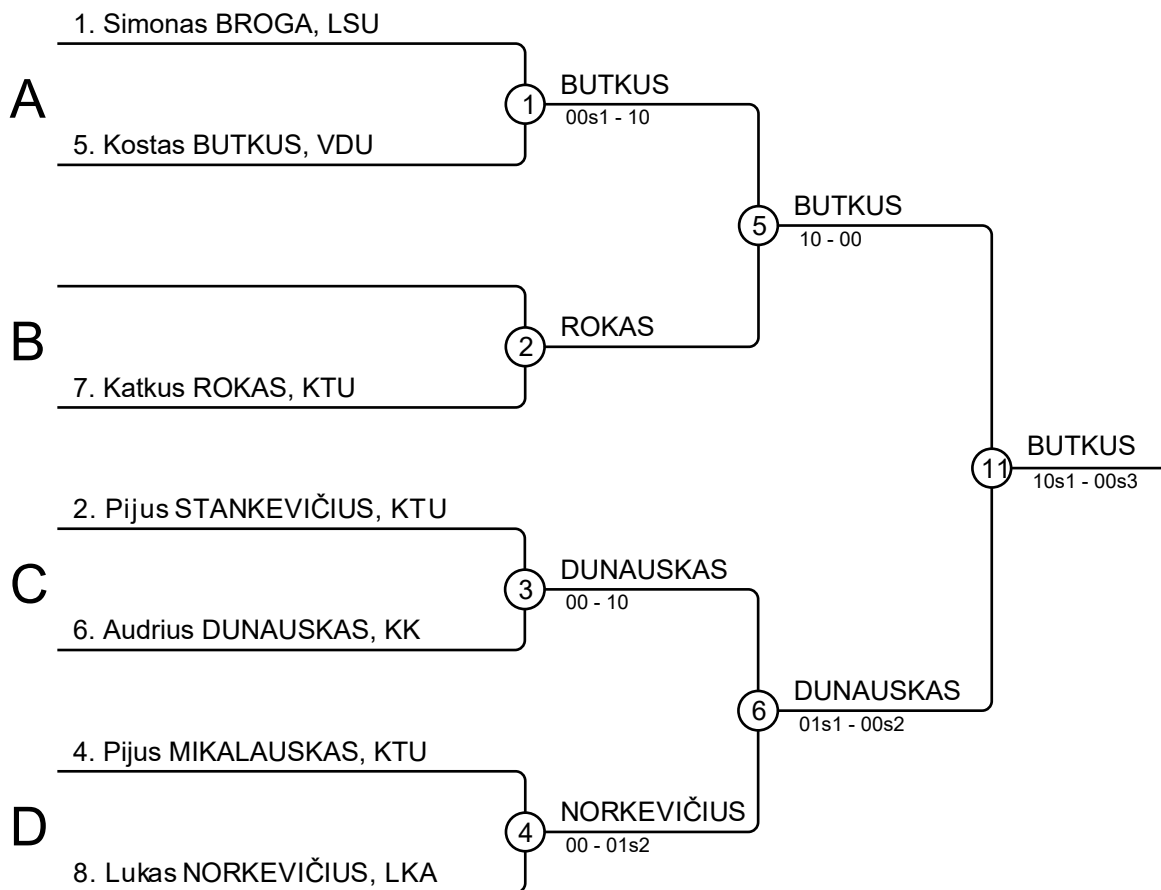 1. Simonas BROGA, LSU
A
1
BUTKUS
00s1 - 10
5. Kostas BUTKUS, VDU
5
BUTKUS
10 - 00
B
2
ROKAS
7. Katkus ROKAS, KTU
11
BUTKUS
10s1 - 00s3
2. Pijus STANKEVIČIUS, KTU
C
3
DUNAUSKAS
00 - 10
6. Audrius DUNAUSKAS, KK
6
DUNAUSKAS
01s1 - 00s2
4. Pijus MIKALAUSKAS, KTU
D
4
NORKEVIČIUS
00 - 01s2
8. Lukas NORKEVIČIUS, LKA